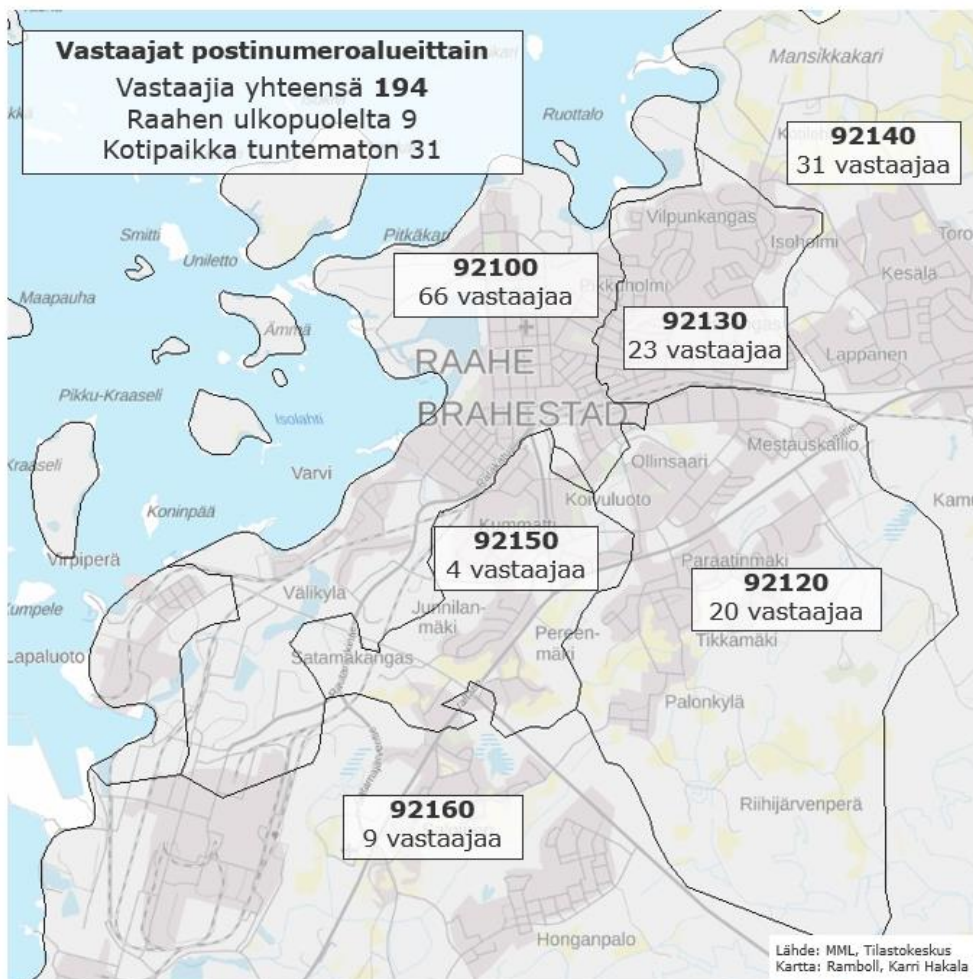 Vastaajat postinumeroalueittain
Vastaajia yhteensä 194
Raahen ulkopuolelta 9
Kotipaikka tuntematon 31
Mansikkakari
Ruottalo
92140
31 vastaajaa
Vilpunkangas
Smitti
Uniletto
Pitkäkari
Isoholmi
Toro
Maapauha
92100
66 vastaajaa
Kesälä
Ämmä
92130
23 vastaajaa
RAAHE
Lappanen
Pikku-Kraaseli
Isolahti
BRAHESTAD
Mestauskallio
Kraaseli
Varvi
Ollinsaari
Koninpää
Koivuluoto
Kummatti
92150
4 vastaajaa
Virpiperä
Paraatinmäki
92120
20 vastaajaa
Kumpele
Välikylä
Junnilan-
mäki
Pereen-
mäki
Tikkamäki
Lapaluoto
Satamakangas
Palonkylä
92160
9 vastaajaa
Riihijärvenperä
Honganpalo
Lähde: MML, Tilastokeskus
Kartta: Ramboll, Karri Hakala